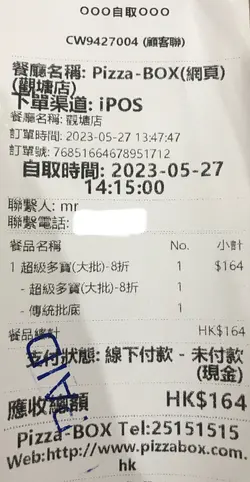 ○○○自取○○○
CW9427004 (顧客聯)
餐廳名稱: Pizza-BOX(網頁)
(觀塘店)
下單渠道: iPOS
餐廳名稱: 觀塘店
訂單時間: 2023-05-27 13:47:47
訂單號: 76851664678951712
自取時間: 2023-05-27
14:15:00
聯繫人: mr
聯繫電話:
餐品名稱 No. 小計
1 超級多寶(大批)-8折 1 $164
- 超級多寶(大批)-8折 1
- 傳統批底 1
餐品總計 HK$164
支付狀態: 線下付款 - 未付款
(現金)
PAID
應收總額 HK$164
Pizza-BOX Tel:25151515
Web:http://www.pizzabox.com.
hk